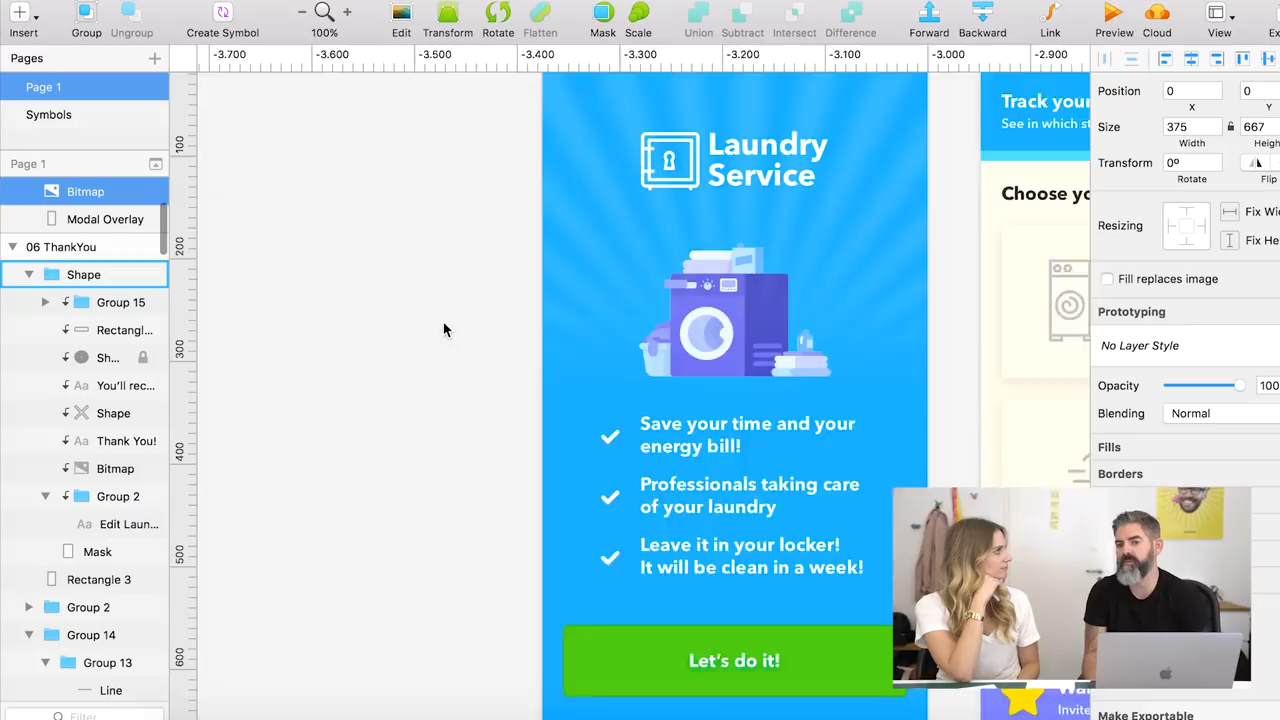 Insert
Group
Ungroup
Create Symbol
100%
Edit
Transform
Rotate
Flatten
Mask
Scale
Union
Subtract
Intersect
Difference
Forward
Backward
Link
Preview
Cloud
View
-3.700
-3.600
-3.500
-3.400
-3.300
-3.200
-3.100
-3.000
-2.900
Pages
Page 1
Symbols
Page 1
Bitmap
Modal Overlay
06 ThankYou
Shape
Group 15
Rectangl...
Sh...
You'll rec...
Shape
Thank You!
Bitmap
Group 2
Edit Laun...
Mask
Rectangle 3
Group 2
Group 14
Group 13
Line
Filter
100
200
300
400
500
600
Laundry
Service
Save your time and your
energy bill!
Professionals taking care
of your laundry
Leave it in your locker!
It will be clean in a week!
Let's do it!
Track your
See in which st
Choose yo
Invite
Position
0
0
X
Y
Size
375
667
Width
Heigh
Transform
0º
Rotate
Flip
Resizing
Fix Wi
Fix He
Fill replaces image
Prototyping
No Layer Style
Opacity
100
Blending
Normal
Fills
Borders
Make Exportable